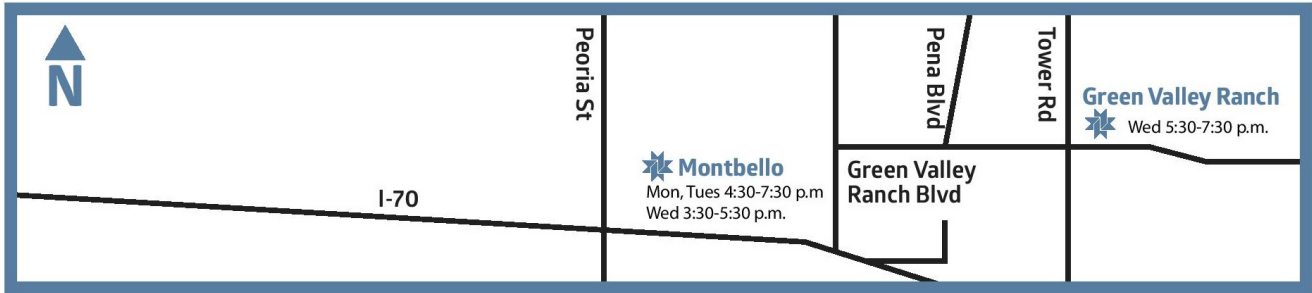 N
Peoria St
Pena Blvd
Tower Rd
Green Valley Ranch
Wed 5:30-7:30 p.m.
Montbello
Mon, Tues 4:30-7:30 p.m
Wed 3:30-5:30 p.m.
Green Valley
Ranch Blvd
I-70